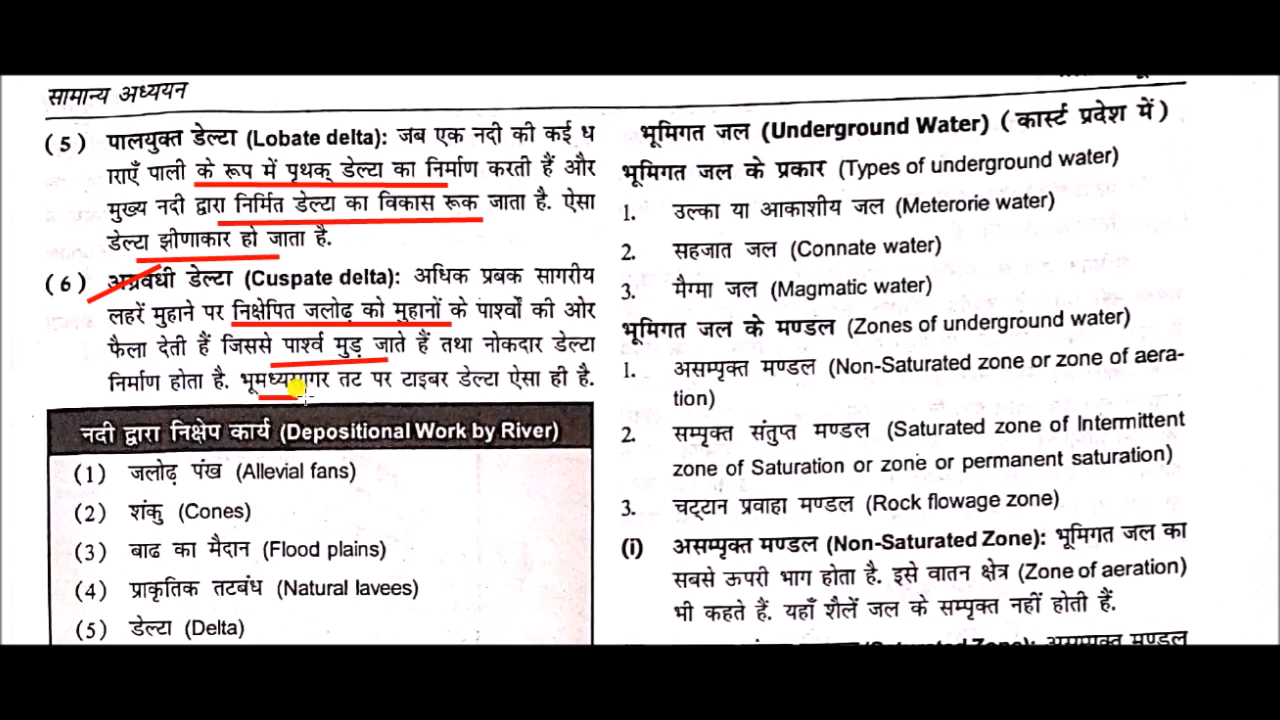 सामान्य अध्ययन
(5) पालयुक्त डेल्टा (Lobate delta): जब एक नदी की कई ध
राएँ पाली के रूप में पृथक् डेल्टा का निर्माण करती हैं और
मुख्य नदी द्वारा निर्मित डेल्टा का विकास रूक जाता है. ऐसा
डेल्टा झीणाकार हो जाता है.
(6) अग्रवर्धी डेल्टा (Cuspate delta): अधिक प्रबक सागरीय
लहरें मुहाने पर निक्षेपित जलोढ़ को मुहानों के पार्श्वों की ओर
फैला देती हैं जिससे पार्श्व मुड़ जाते हैं तथा नोकदार डेल्टा
निर्माण होता है. भूमध्यसागर तट पर टाइबर डेल्टा ऐसा ही है.
नदी द्वारा निक्षेप कार्य (Depositional Work by River)
(1) जलोढ़ पंख (Allevial fans)
(2) शंकु (Cones)
(3) बाढ का मैदान (Flood plains)
(4) प्राकृतिक तटबंध (Natural lavees)
(5) डेल्टा (Delta)
भूमिगत जल (Underground Water) (कार्स्ट प्रदेश में)
भूमिगत जल के प्रकार (Types of underground water)
1. उल्का या आकाशीय जल (Meterorie water)
2. सहजात जल (Connate water)
3. मैग्मा जल (Magmatic water)
भूमिगत जल के मण्डल (Zones of underground water)
1. असम्पृक्त मण्डल (Non-Saturated zone or zone of aera-
tion)
2. सम्पृक्त संतुप्त मण्डल (Saturated zone of Intermittent
zone of Saturation or zone or permanent saturation)
3. चट्टान प्रवाहा मण्डल (Rock flowage zone)
(i) असम्पृक्त मण्डल (Non-Saturated Zone): भूमिगत जल का
सबसे ऊपरी भाग होता है. इसे वातन क्षेत्र (Zone of aeration)
भी कहते हैं. यहाँ शैलें जल के सम्पृक्त नहीं होती हैं.
(Saturated Zone): असम्पृक्त मण्डल